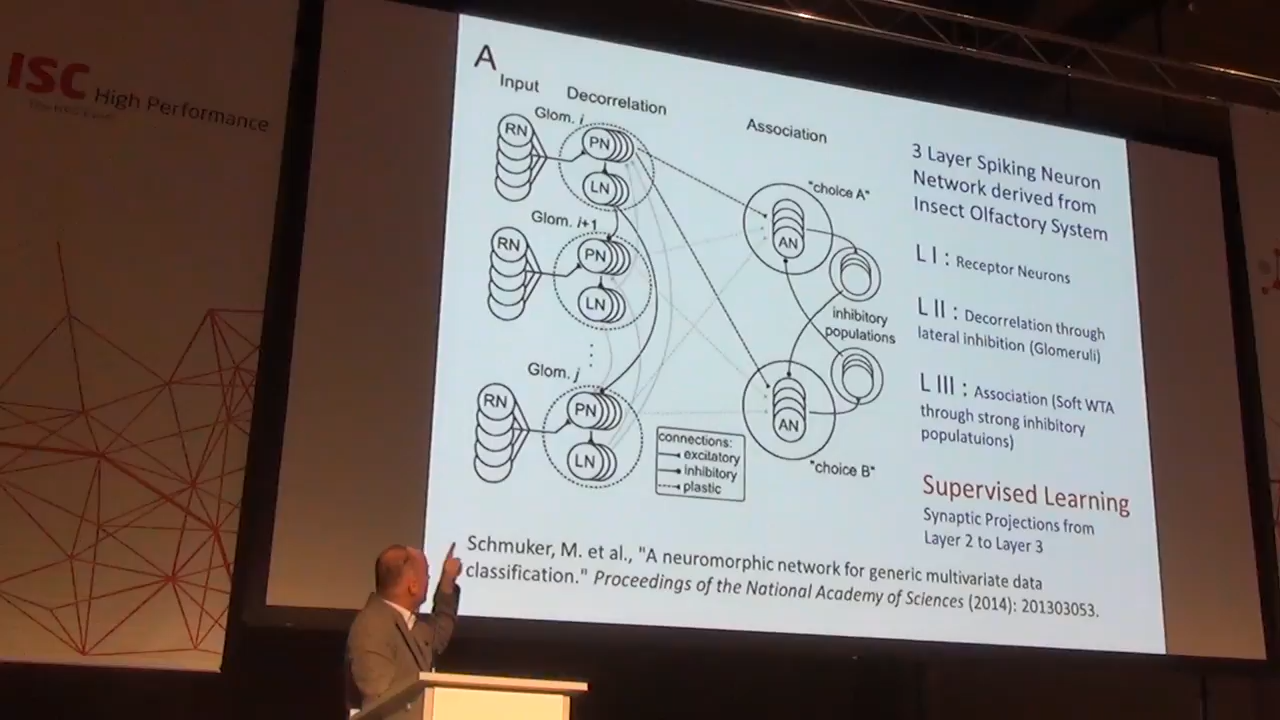 ISC High Performance
A
Input
Decorrelation
Association
Glom. i
RN
PN
LN
Glom. i+1
RN
PN
LN
Glom. j
RN
PN
LN
"choice A"
AN
inhibitory
populations
AN
"choice B"
connections:
excitatory
inhibitory
plastic
3 Layer Spiking Neuron
Network derived from
Insect Olfactory System
L I : Receptor Neurons
L II : Decorrelation through
lateral inhibition (Glomeruli)
L III : Association (Soft WTA
through strong inhibitory
populatuions)
Supervised Learning
Synaptic Projections from
Layer 2 to Layer 3
Schmuker, M. et al., "A neuromorphic network for generic multivariate data
classification." Proceedings of the National Academy of Sciences (2014): 201303053.